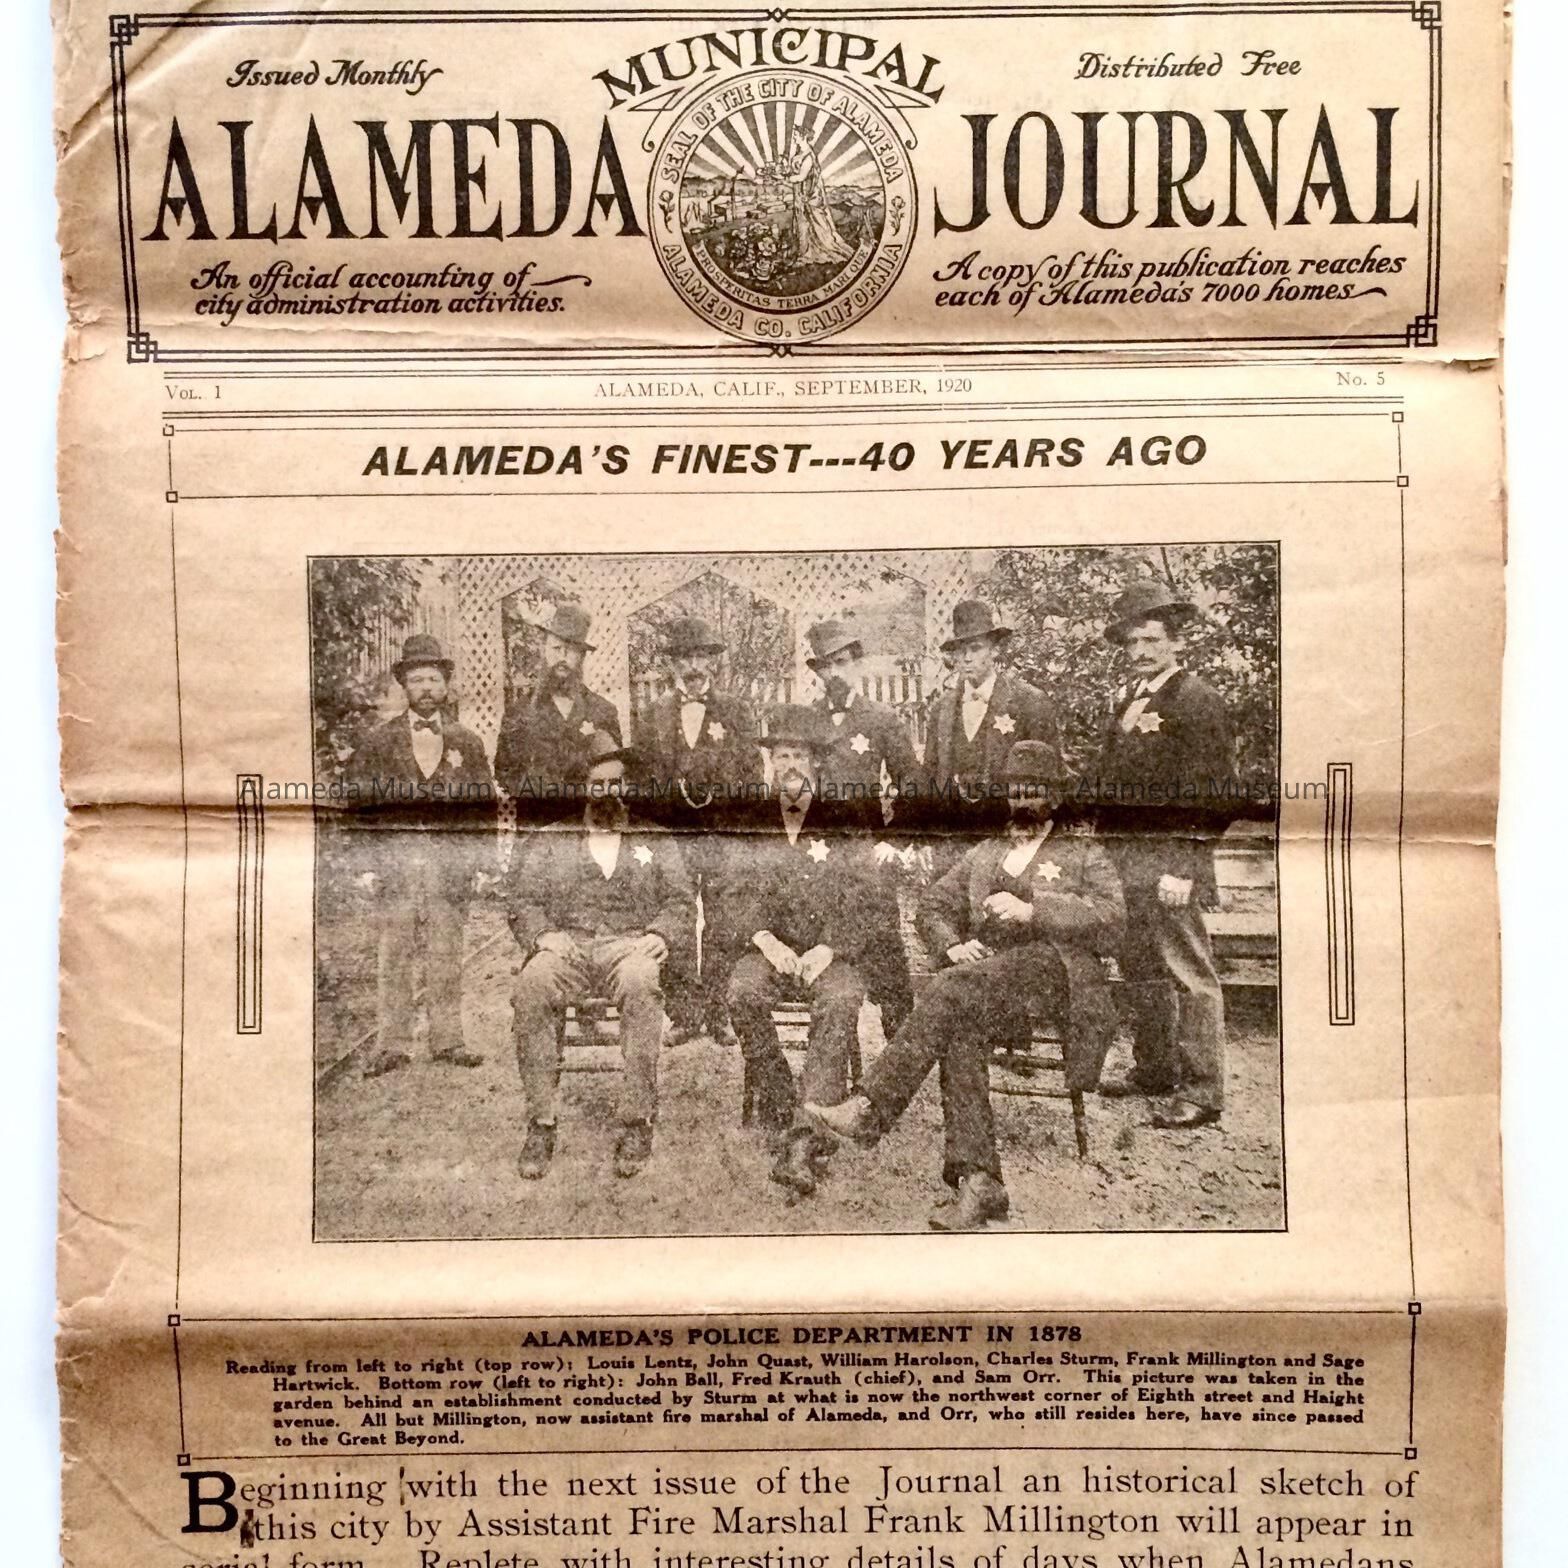 Issued Monthly
MUNICIPAL
Distributed Free
ALAMEDA JOURNAL
SEAL OF THE CITY OF ALAMEDA
PROSPERITAS TERRA MARIQUE
ALAMEDA CO. CALIFORNIA
An official accounting of
city administration activities.
A copy of this publication reaches
each of Alameda's 7000 homes
VOL. 1 ALAMEDA, CALIF., SEPTEMBER, 1920 No. 5
ALAMEDA'S FINEST---40 YEARS AGO
Alameda Museum - Alameda Museum - Alameda Museum - Alameda Museum
ALAMEDA'S POLICE DEPARTMENT IN 1878
Reading from left to right (top row): Louis Lentz, John Quast, William Harolson, Charles Sturm, Frank Millington and Sage
Hartwick. Bottom row (left to right): John Ball, Fred Krauth (chief), and Sam Orr. This picture was taken in the
garden behind an establishment conducted by Sturm at what is now the northwest corner of Eighth street and Haight
avenue. All but Millington, now assistant fire marshal of Alameda, and Orr, who still resides here, have since passed
to the Great Beyond.
Beginning with the next issue of the Journal an historical sketch of
this city by Assistant Fire Marshal Frank Millington will appear in
serial form. Replete with interesting details of days when Alamedans